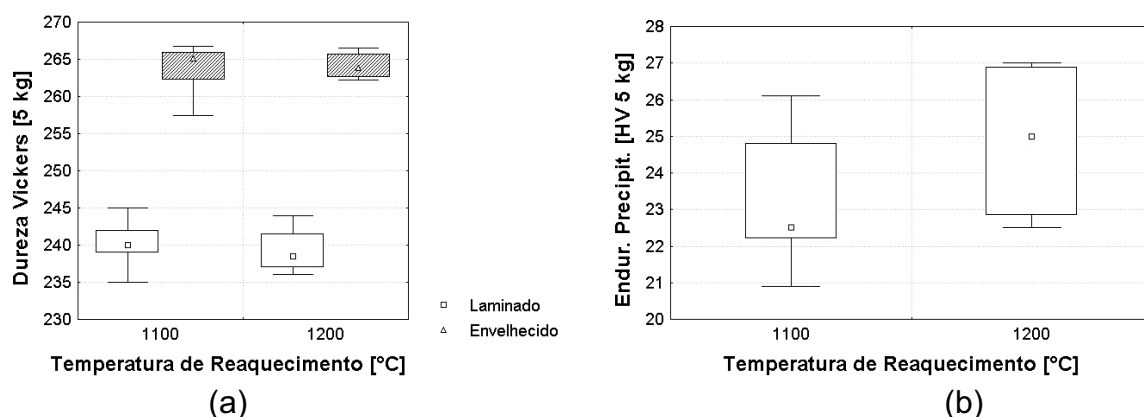 Dureza Vickers [5 kg]
270
265
260
255
250
245
240
235
230
1100
1200
Temperatura de Reaquecimento [°C]
Laminado
Envelhecido
(a)
Endur. Precipit. [HV 5 kg]
28
27
26
25
24
23
22
21
20
1100
1200
Temperatura de Reaquecimento [°C]
(b)